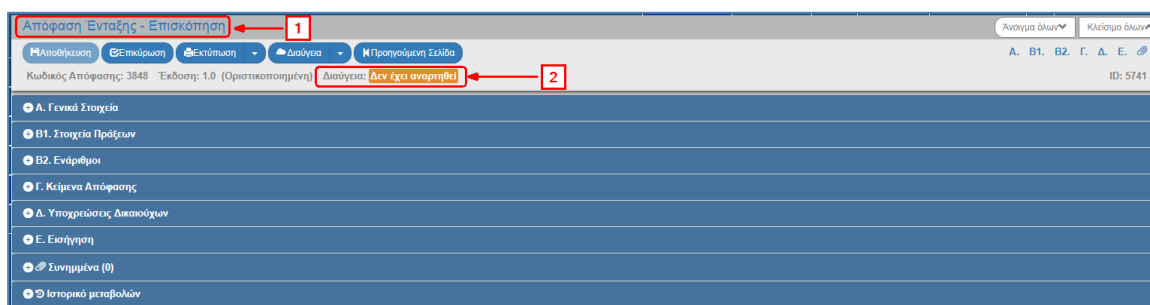 Απόφαση Ένταξης - Επισκόπηση 1 Άνοιγμα όλων Κλείσιμο όλων
Αποθήκευση Επικύρωση Εκτύπωση Διαύγεια Προηγούμενη Σελίδα Α. Β1. Β2. Γ. Δ. Ε.
Κωδικός Απόφασης: 3848 Έκδοση: 1.0 (Οριστικοποιημένη) Διαύγεια: Δεν έχει αναρτηθεί 2 ID: 5741
Α. Γενικά Στοιχεία
Β1. Στοιχεία Πράξεων
Β2. Ενάριθμοι
Γ. Κείμενα Απόφασης
Δ. Υποχρεώσεις Δικαιούχων
Ε. Εισήγηση
Συνημμένα (0)
Ιστορικό μεταβολών